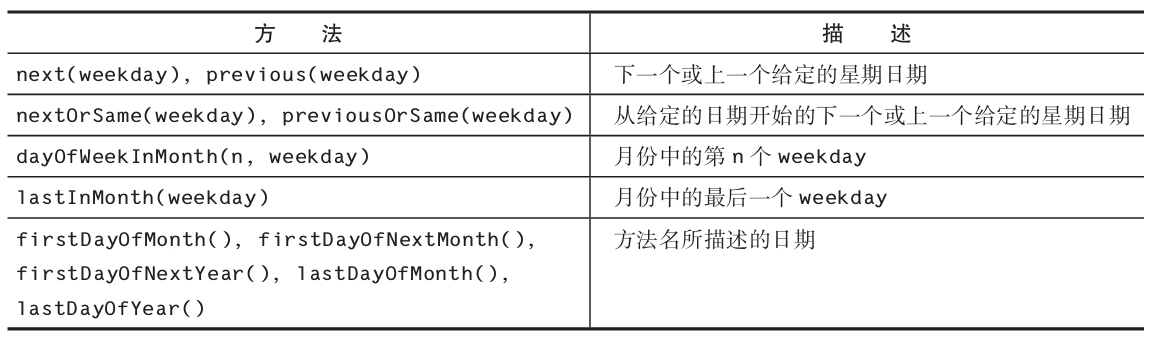 方 法 描 述
next(weekday), previous(weekday) 下一个或上一个给定的星期日期
nextOrSame(weekday), previousOrSame(weekday) 从给定的日期开始的下一个或上一个给定的星期日期
dayOfWeekInMonth(n, weekday) 月份中的第 n 个 weekday
lastInMonth(weekday) 月份中的最后一个 weekday
firstDayOfMonth(), firstDayOfNextMonth(), 方法名所描述的日期
firstDayOfNextYear(), lastDayOfMonth(),
lastDayOfYear()